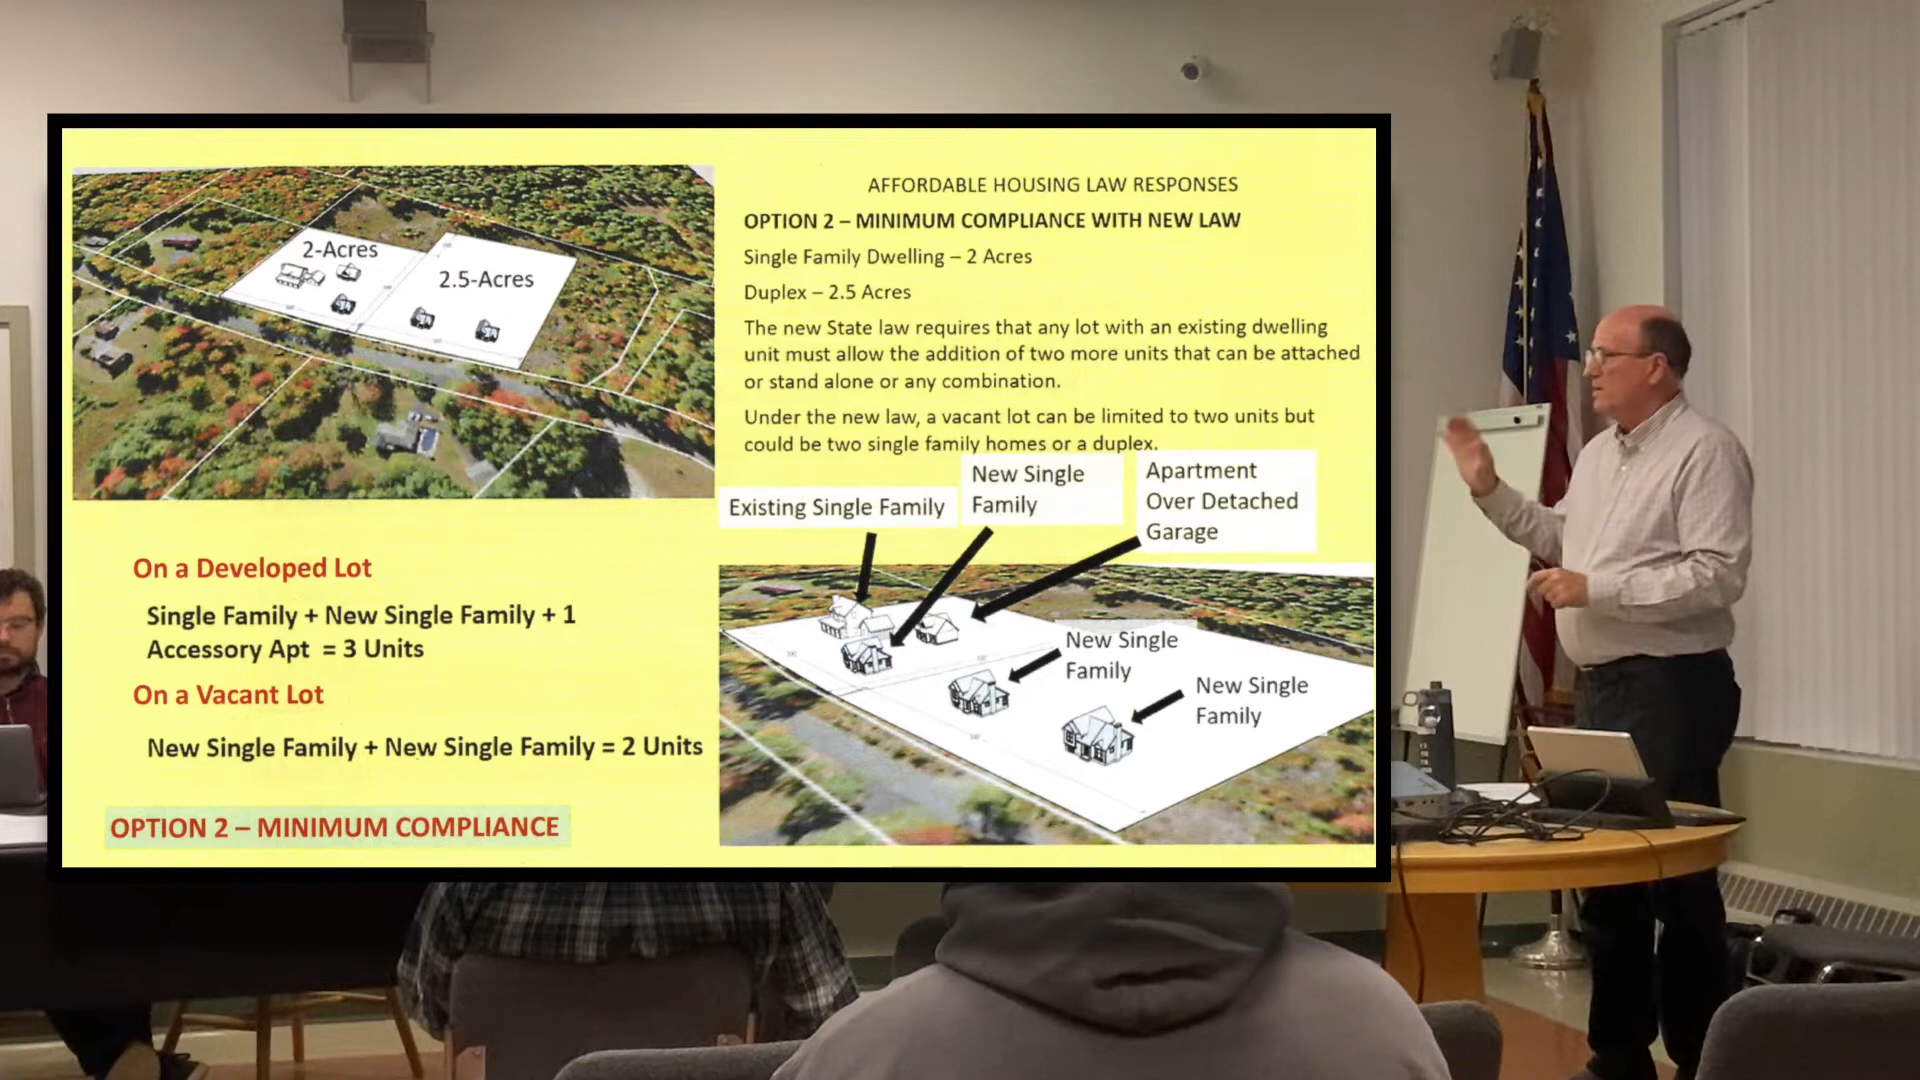 2-Acres
2.5-Acres
AFFORDABLE HOUSING LAW RESPONSES
OPTION 2 – MINIMUM COMPLIANCE WITH NEW LAW
Single Family Dwelling – 2 Acres
Duplex – 2.5 Acres
The new State law requires that any lot with an existing dwelling
unit must allow the addition of two more units that can be attached
or stand alone or any combination.
Under the new law, a vacant lot can be limited to two units but
could be two single family homes or a duplex.
Existing Single Family
New Single
Family
Apartment
Over Detached
Garage
New Single
Family
New Single
Family
On a Developed Lot
Single Family + New Single Family + 1
Accessory Apt = 3 Units
On a Vacant Lot
New Single Family + New Single Family = 2 Units
OPTION 2 – MINIMUM COMPLIANCE